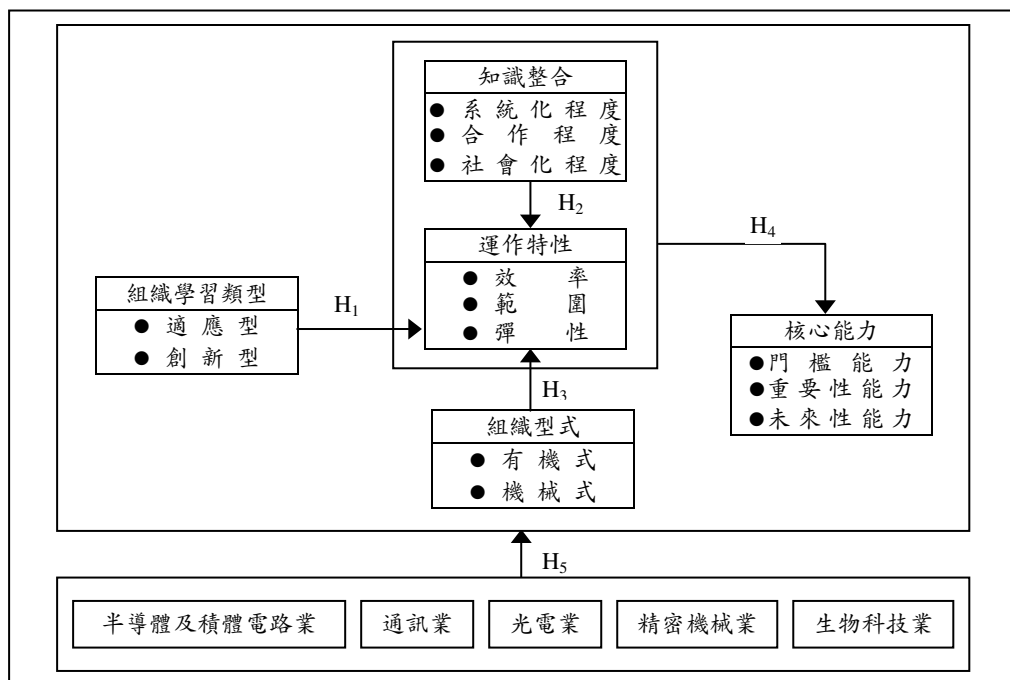 知識整合
● 系統化程度
● 合作程度
● 社會化程度
H2
H4
運作特性
● 效率
● 範圍
● 彈性
組織學習類型
● 適應型
● 創新型
H1
核心能力
●門檻能力
●重要性能力
●未來性能力
H3
組織型式
● 有機式
● 機械式
H5
半導體及積體電路業
通訊業
光電業
精密機械業
生物科技業